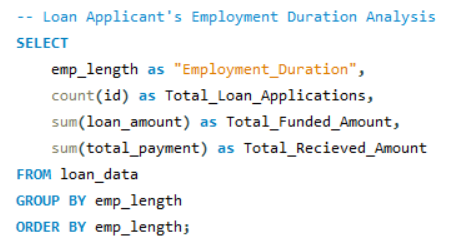 -- Loan Applicant's Employment Duration Analysis
SELECT
    emp_length as "Employment_Duration",
    count(id) as Total_Loan_Applications,
    sum(loan_amount) as Total_Funded_Amount,
    sum(total_payment) as Total_Recieved_Amount
FROM loan_data
GROUP BY emp_length
ORDER BY emp_length;